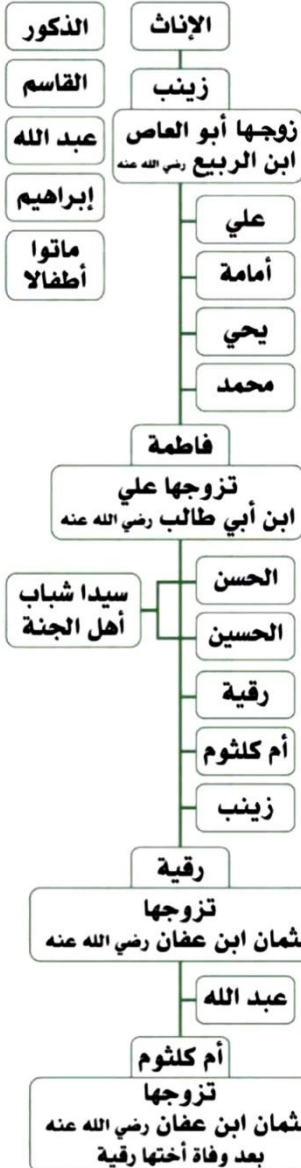 الذكور
القاسم
عبد الله
إبراهيم
ماتوا
أطفالا
الإناث
زينب
زوجها أبو العاص
ابن الربيع رضي الله عنه
علي
أمامة
يحي
محمد
فاطمة
تزوجها علي
ابن أبي طالب رضي الله عنه
الحسن
الحسين
سيدا شباب
أهل الجنة
رقية
أم كلثوم
زينب
رقية
تزوجها
ثمان ابن عفان رضي الله عنه
عبد الله
أم كلثوم
تزوجها
ثمان ابن عفان رضي الله عنه
بعد وفاة أختها رقية